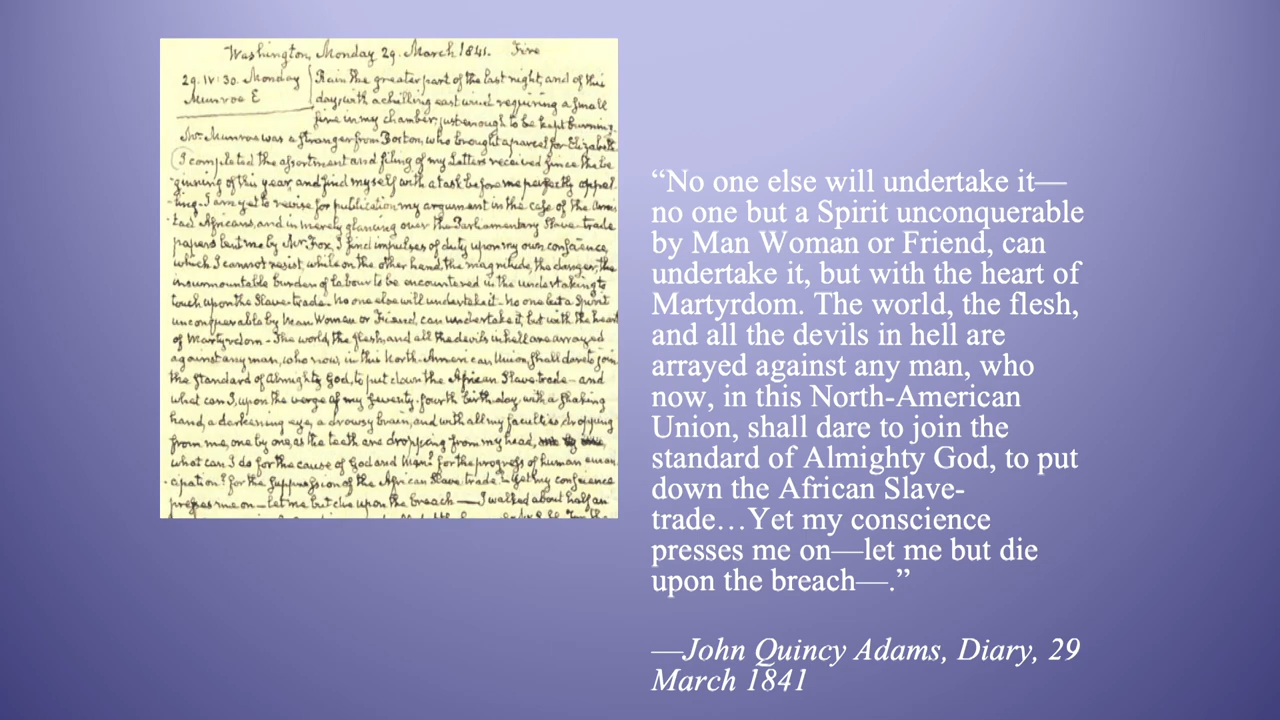 Washington, Monday 29. March 1841. Fire
29. IV: 30. Monday
Munroe E
Rain the greater part of the last night, and of this
day, with a chilling east wind requiring a small
fire in my chamber; just enough to be kept burning.
Mr. Munroe was a stranger from Boston, who brought a parcel for Elizabeth
I completed the assortment and filing of my Letters received since the be
ginning of this year, and find myself with a task before me perfectly appal-
-ling. I am yet to revise for publication my argument in the case of the Amis
tad Africans, and in merely glancing over the Parliamentary Slave-trade
papers lent me by Mr. Fox, I find impulses of duty upon my own conscience,
which I cannot resist, while on the other hand, the magnitude, the danger, the
insurmountable burden of labour to be encountered in the undertaking to
touch upon the Slave-trade. No one else will undertake it. No one but a Spirit
unconquerable by Man Woman or Friend, can undertake it, but with the heart
of Martyrdom - The world, the flesh, and all the devils in hell are arrayed
against any man, who now, in this North-American Union, shall dare to join
the standard of Almighty God, to put down the African Slave-trade - and
what can I, upon the verge of my seventy-fourth birth-day, with a shaking
hand, a darkening eye, a drowsy brain, and with all my faculties dropping
from me, one by one, as the teeth are dropping from my head,
what can I do for the cause of God and Man? for the progress of human eman
-cipation? for the suppression of the African Slave-trade? Yet my conscience
presses me on - let me but die upon the breach — I walked about half an
“No one else will undertake it—
no one but a Spirit unconquerable
by Man Woman or Friend, can
undertake it, but with the heart of
Martyrdom. The world, the flesh,
and all the devils in hell are
arrayed against any man, who
now, in this North-American
Union, shall dare to join the
standard of Almighty God, to put
down the African Slave-
trade…Yet my conscience
presses me on—let me but die
upon the breach—.”
—John Quincy Adams, Diary, 29
March 1841